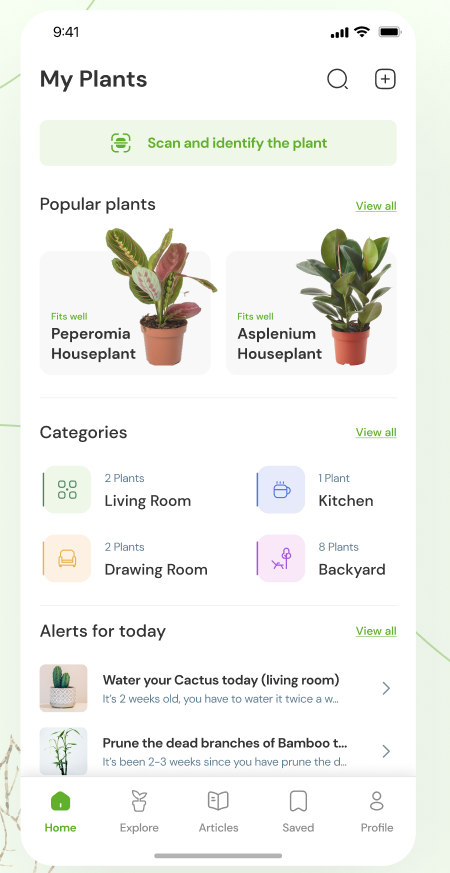 9:41
My Plants
Scan and identify the plant
Popular plants
View all
Fits well
Peperomia
Houseplant
Fits well
Asplenium
Houseplant
Categories
View all
2 Plants
Living Room
1 Plant
Kitchen
2 Plants
Drawing Room
8 Plants
Backyard
Alerts for today
View all
Water your Cactus today (living room)
It's 2 weeks old, you have to water it twice a w...
Prune the dead branches of Bamboo t...
It's been 2-3 weeks since you have prune the d...
Home
Explore
Articles
Saved
Profile